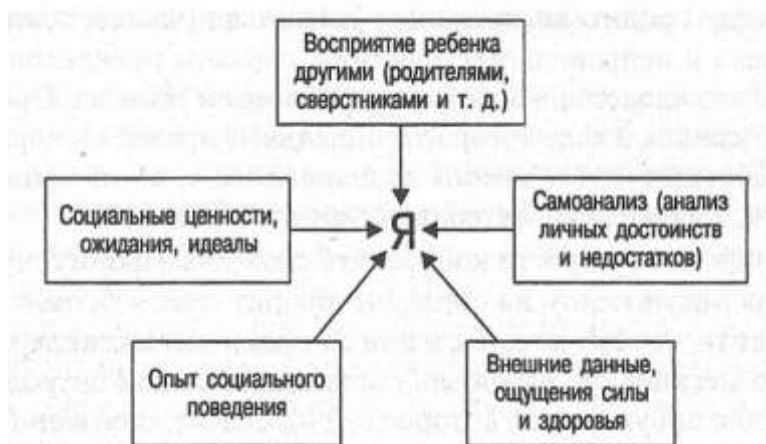 Восприятие ребенка
другими (родителями,
сверстниками и т. д.)
Социальные ценности,
ожидания, идеалы
Я
Самоанализ (анализ
личных достоинств
и недостатков)
Опыт социального
поведения
Внешние данные,
ощущения силы
и здоровья